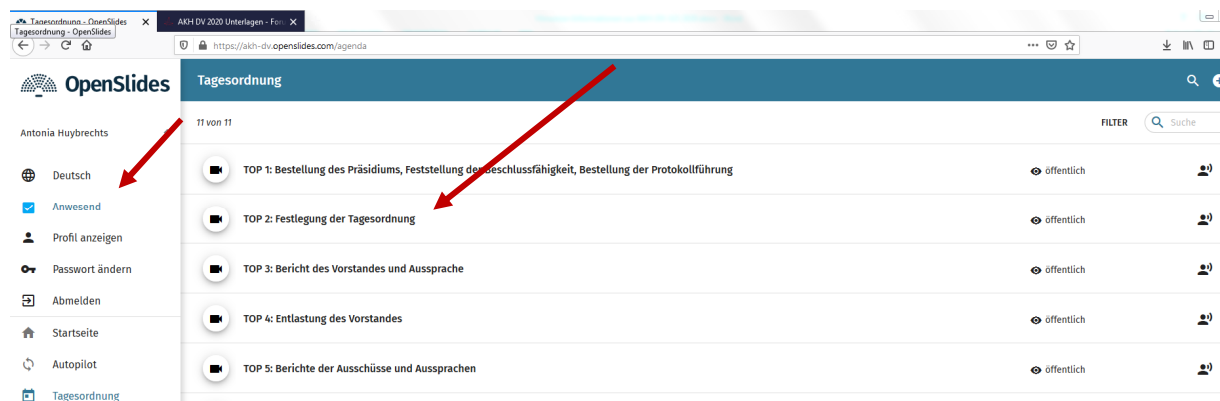 Tagesordnung - OpenSlides
AKH DV 2020 Unterlagen - For
Tagesordnung - OpenSlides
https://akh-dv.openslides.com/agenda
OpenSlides
Tagesordnung
Antonia Huybrechts
11 von 11
FILTER
Suche
Deutsch
TOP 1: Bestellung des Präsidiums, Feststellung der Beschlussfähigkeit, Bestellung der Protokollführung
öffentlich
Anwesend
TOP 2: Festlegung der Tagesordnung
öffentlich
Profil anzeigen
Passwort ändern
TOP 3: Bericht des Vorstandes und Aussprache
öffentlich
Abmelden
TOP 4: Entlastung des Vorstandes
öffentlich
Startseite
Autopilot
TOP 5: Berichte der Ausschüsse und Aussprachen
öffentlich
Tagesordnung